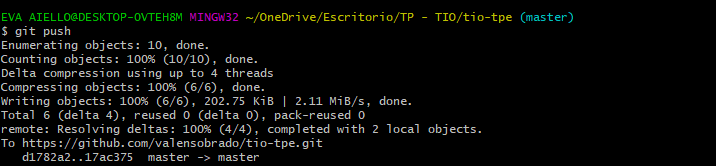 EVA AIELLO@DESKTOP-OVTEH8M MINGW32 ~/OneDrive/Escritorio/TP - TIO/tio-tpe (master)
$ git push
Enumerating objects: 10, done.
Counting objects: 100% (10/10), done.
Delta compression using up to 4 threads
Compressing objects: 100% (6/6), done.
Writing objects: 100% (6/6), 202.75 KiB | 2.11 MiB/s, done.
Total 6 (delta 4), reused 0 (delta 0), pack-reused 0
remote: Resolving deltas: 100% (4/4), completed with 2 local objects.
To https://github.com/valensobrado/tio-tpe.git
   d1782a2..17ac375  master -> master